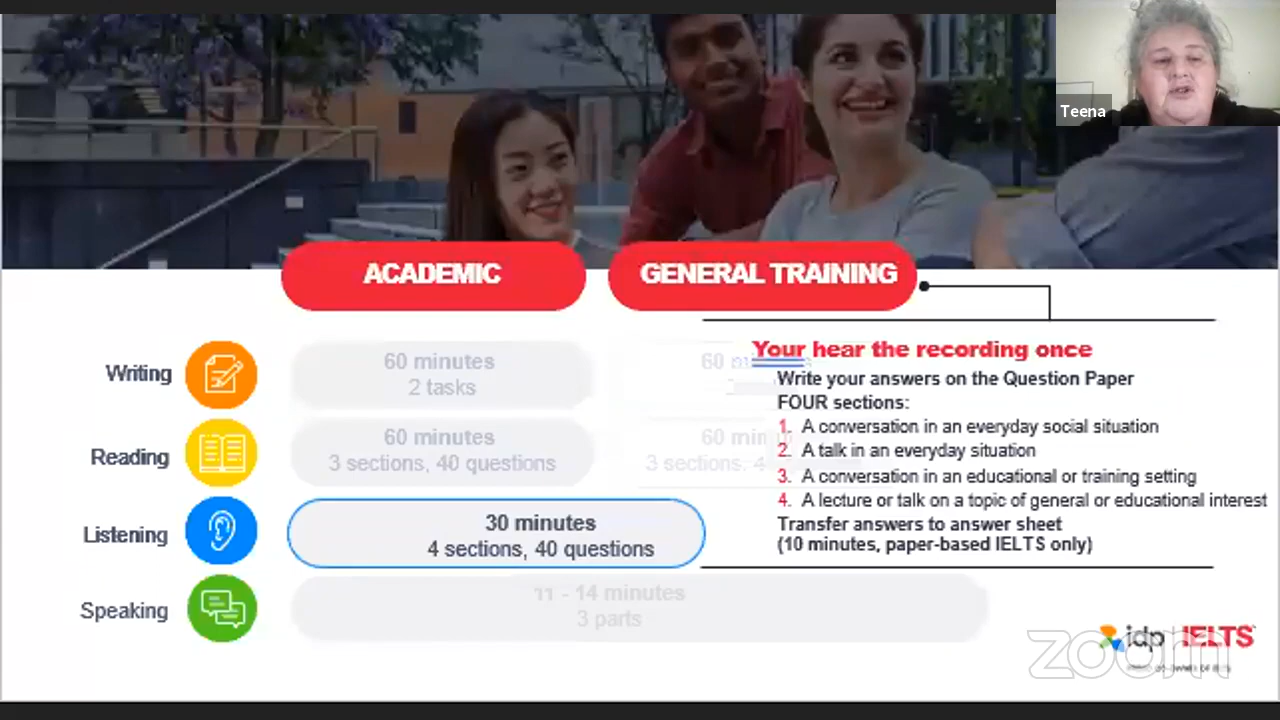 Teena
ACADEMIC
GENERAL TRAINING
Writing
60 minutes
2 tasks
60
Your hear the recording once
Write your answers on the Question Paper
FOUR sections:
1. A conversation in an everyday social situation
2. A talk in an everyday situation
3. A conversation in an educational or training setting
4. A lecture or talk on a topic of general or educational interest
Transfer answers to answer sheet
(10 minutes, paper-based IELTS only)
Reading
60 minutes
3 sections, 40 questions
60
3 sections,
Listening
30 minutes
4 sections, 40 questions
Speaking
11 - 14 minutes
3 parts
idp IELTS
zoom